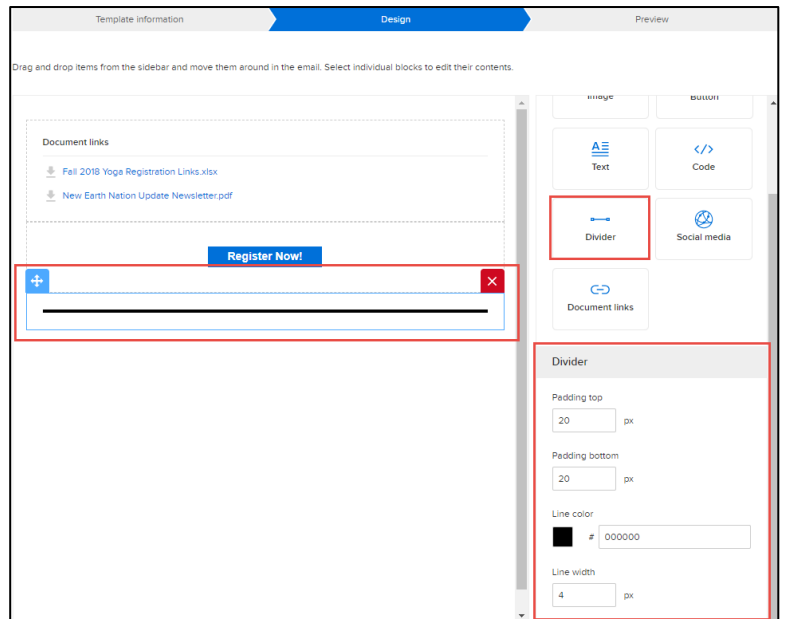 Template information
Design
Preview
Drag and drop items from the sidebar and move them around in the email. Select individual blocks to edit their contents.
Document links
Fall 2018 Yoga Registration Links.xlsx
New Earth Nation Update Newsletter.pdf
Register Now!
Image
Button
Text
Code
Divider
Social media
Document links
Divider
Padding top
20 px
Padding bottom
20 px
Line color
# 000000
Line width
4 px